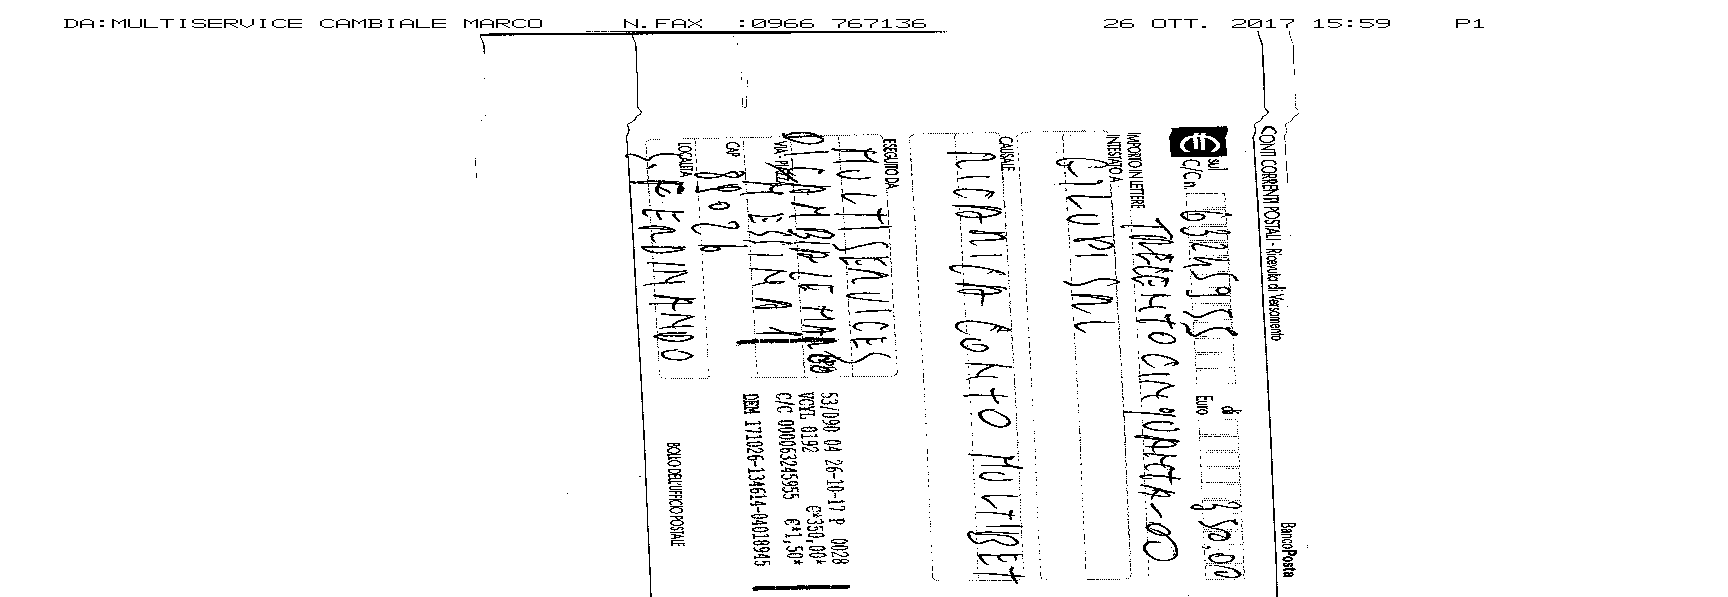 DA:MULTISERVICE CAMBIALE MARCO N.FAX :0966 767136 26 OTT. 2017 15:59 P1
CONTI CORRENTI POSTALI - Ricevuta di Versamento BancoPosta
€ sul C/C n. 63245955 di Euro 350,00
IMPORTO IN LETTERE TRECENTOCINQUANTA-00
INTESTATO A
GILUPI SRL
CAUSALE
RICARICA CONTO MULTIBET
ESEGUITO DA
MULTISERVICES
DI CAMBIALE MARCO
VIA - PIAZZA MESSINA 1
CAP 89026
LOCALITÀ
S. FERDINANDO
53/090 04 26-10-17 P 0028
VCYL 0192 €*350,00*
C/C 000063245955 €*1,50*
DEM 171026-134614-04018945
BOLLO DELL'UFFICIO POSTALE